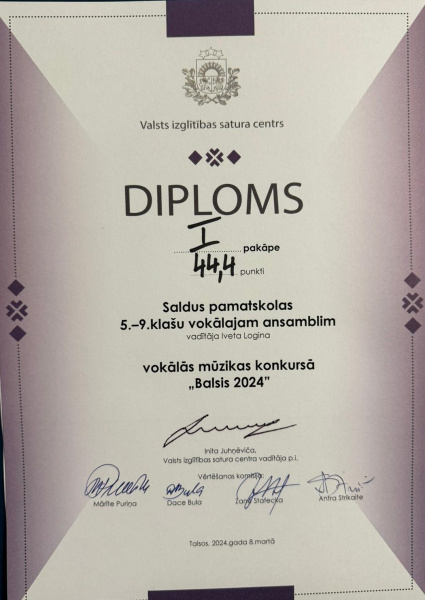 Valsts izglītības satura centrs
DIPLOMS
I pakāpe
44,4 punkti
Saldus pamatskolas
5.–9.klašu vokālajam ansamblim
vadītāja Iveta Logina
vokālās mūzikas konkursā
„Balsis 2024”
Inita Juhņēviča,
Valsts izglītības satura centra vadītāja p.i.
Vērtēšanas komisija:
Mārīte Puriņa Dace Bula Zane Stafecka Antra Strikaite
Talsos, 2024.gada 8.martā